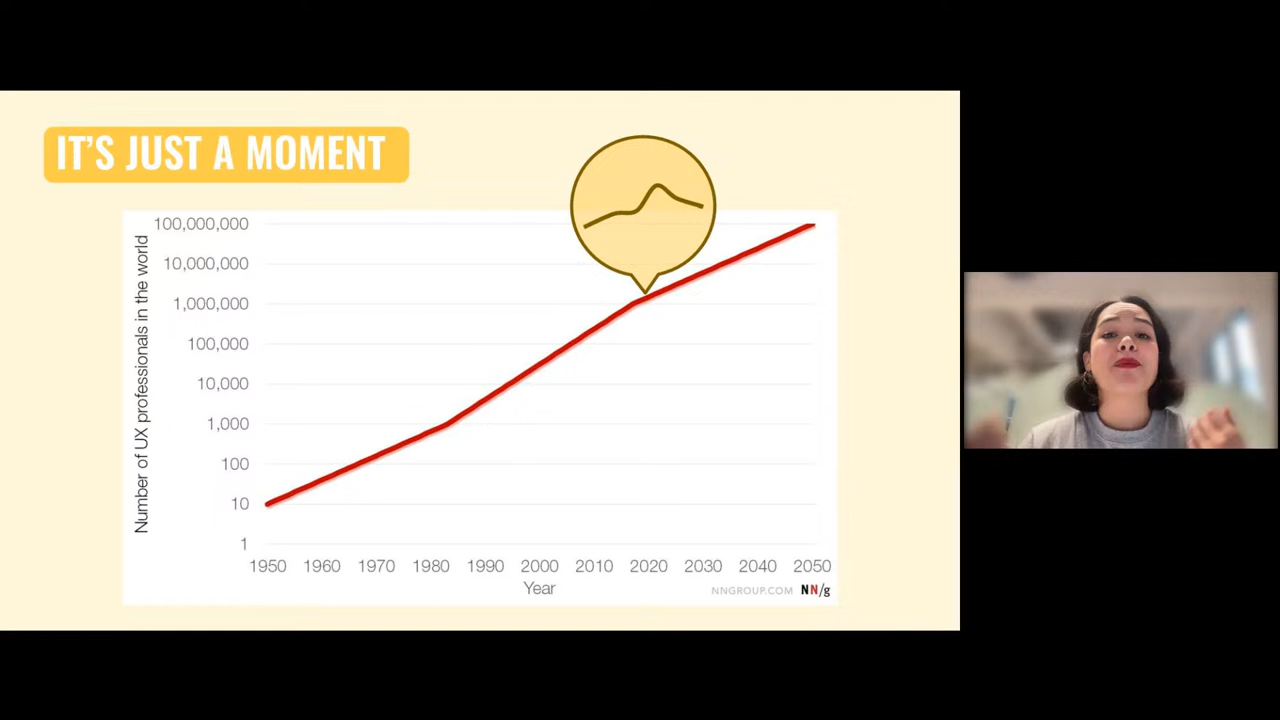 IT'S JUST A MOMENT
Number of UX professionals in the world
100,000,000
10,000,000
1,000,000
100,000
10,000
1,000
100
10
1
1950 1960 1970 1980 1990 2000 2010 2020 2030 2040 2050
Year
NNGROUP.COM NN/g